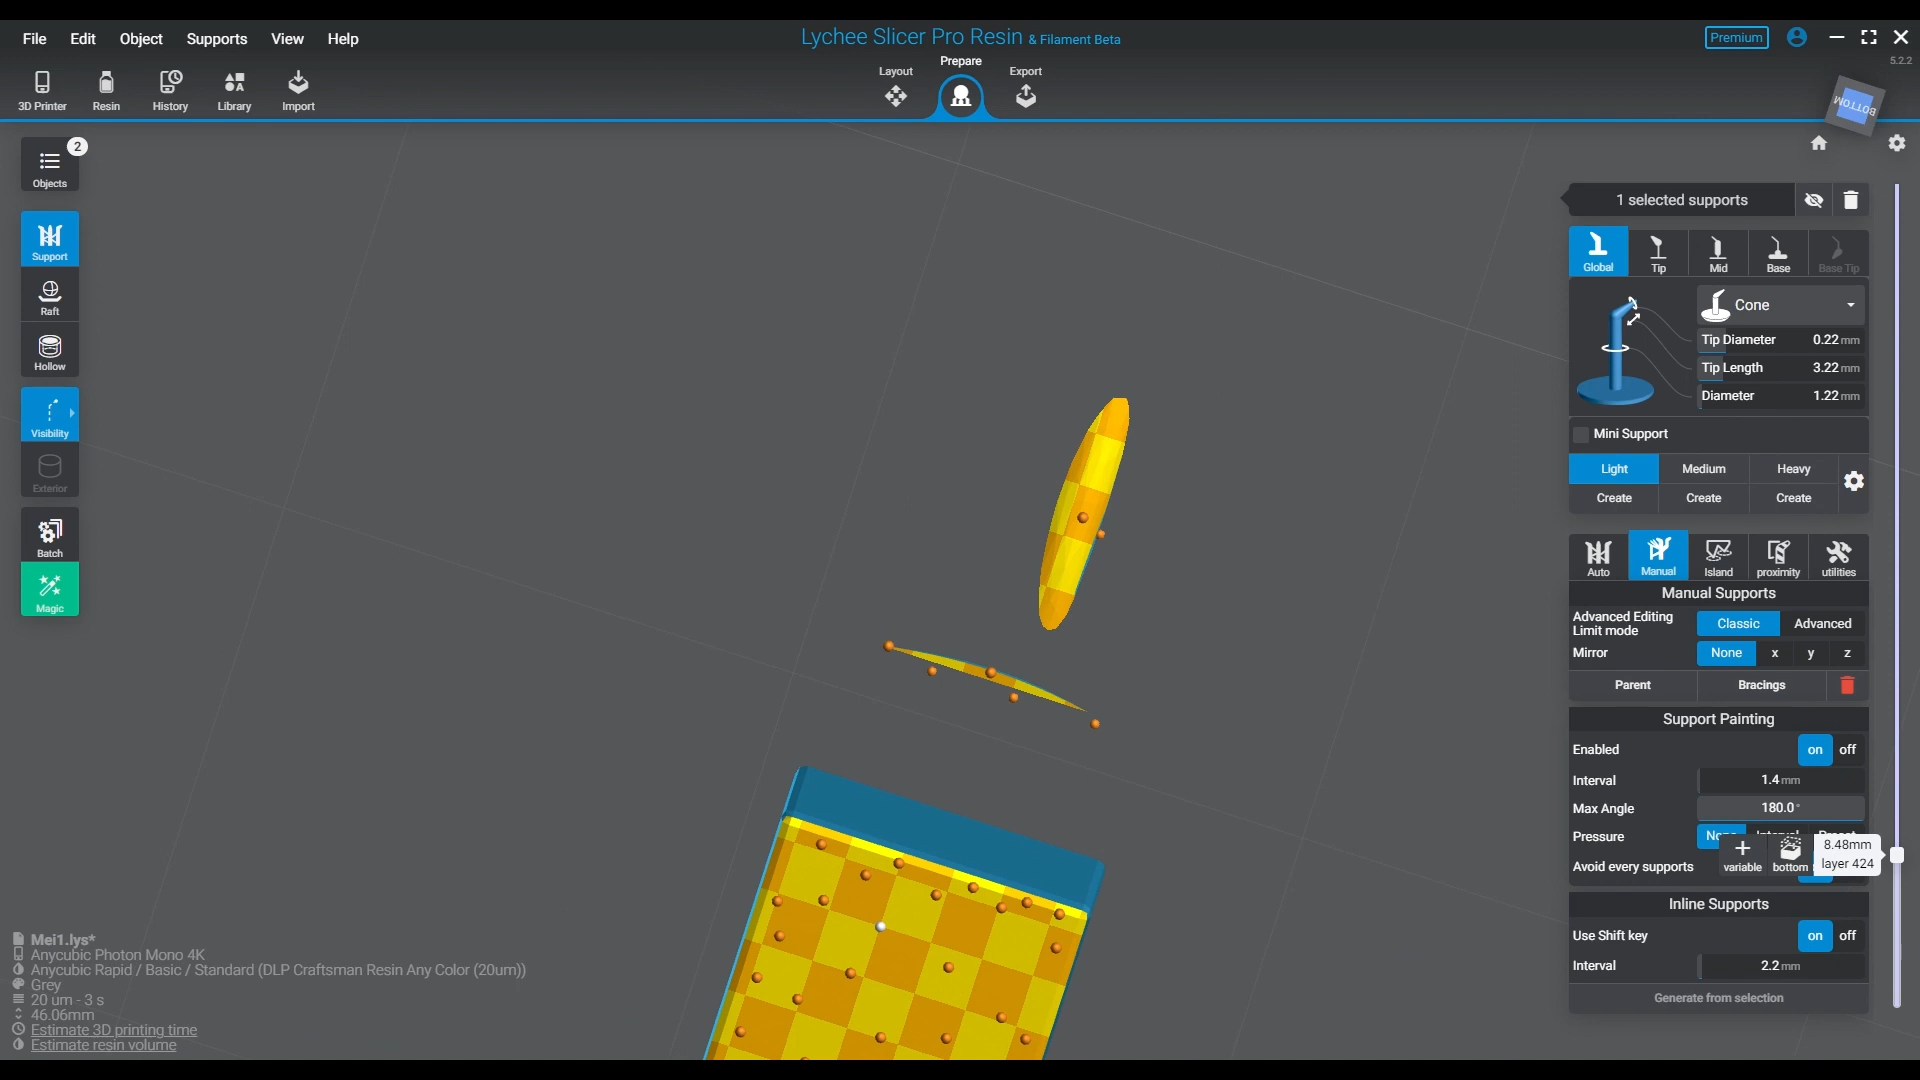 File Edit Object Supports View Help
Lychee Slicer Pro Resin & Filament Beta
Premium
5.2.2
3D Printer Resin History Library Import
Layout Prepare Export
BOTTOM
2
Objects
Support
Raft
Hollow
Visibility
Exterior
Batch
Magic
1 selected supports
Global Tip Mid Base Base Tip
Cone
Tip Diameter 0.22 mm
Tip Length 3.22 mm
Diameter 1.22 mm
Mini Support
Light Medium Heavy
Create Create Create
Auto Manual Island proximity utilities
Manual Supports
Advanced Editing
Limit mode Classic Advanced
Mirror None x y z
Parent Bracings
Support Painting
Enabled on off
Interval 1.4 mm
Max Angle 180.0 °
Pressure
Avoid every supports
variable bottom
8.48mm
layer 424
Inline Supports
Use Shift key on off
Interval 2.2 mm
Generate from selection
Mei1.lys*
Anycubic Photon Mono 4K
Anycubic Rapid / Basic / Standard (DLP Craftsman Resin Any Color (20um))
Grey
20 um - 3 s
46.06mm
Estimate 3D printing time
Estimate resin volume